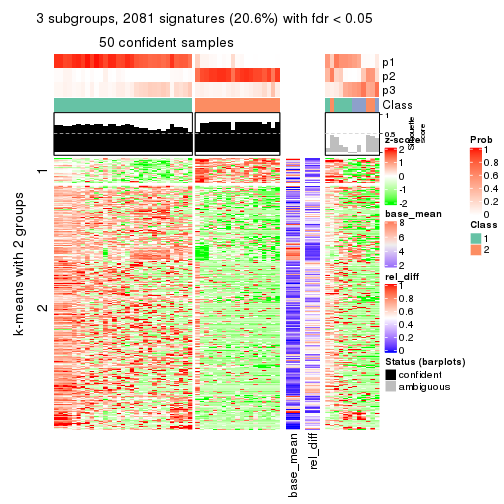 3 subgroups, 2081 signatures (20.6%) with fdr < 0.05
50 confident samples
p1
p2
p3
Class
1
0.5
0
Silhouette
score
k-means with 2 groups
1
2
base_mean
rel_diff
z-score
2
1
0
-1
-2
base_mean
8
6
4
2
rel_diff
1
0.8
0.6
0.4
0.2
0
Status (barplots)
confident
ambiguous
Prob
1
0.8
0.6
0.4
0.2
0
Class
1
2